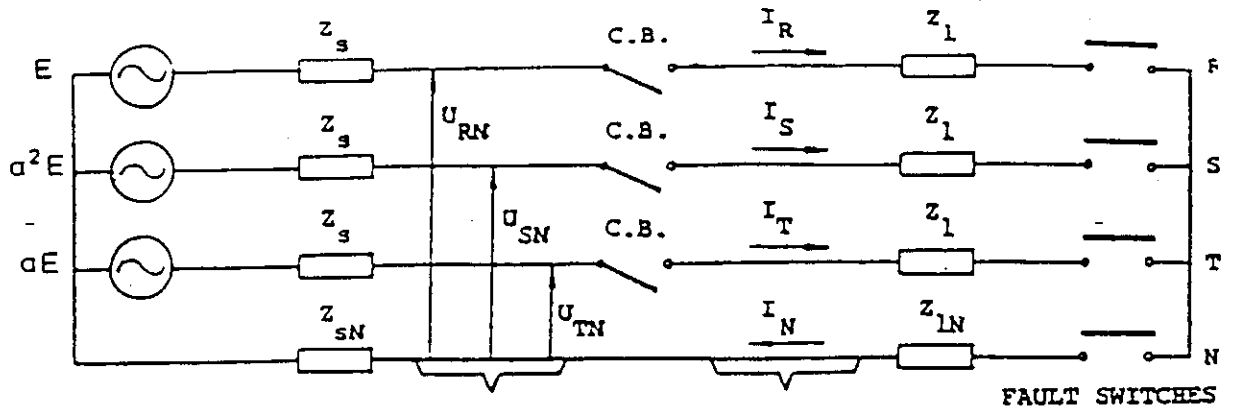 E
Z_s
C.B.
I_R
Z_l
R
U_RN
a²E
Z_s
C.B.
I_S
Z_l
S
U_SN
aE
Z_s
C.B.
I_T
Z_l
T
U_TN
Z_sN
I_N
Z_lN
N
FAULT SWITCHES